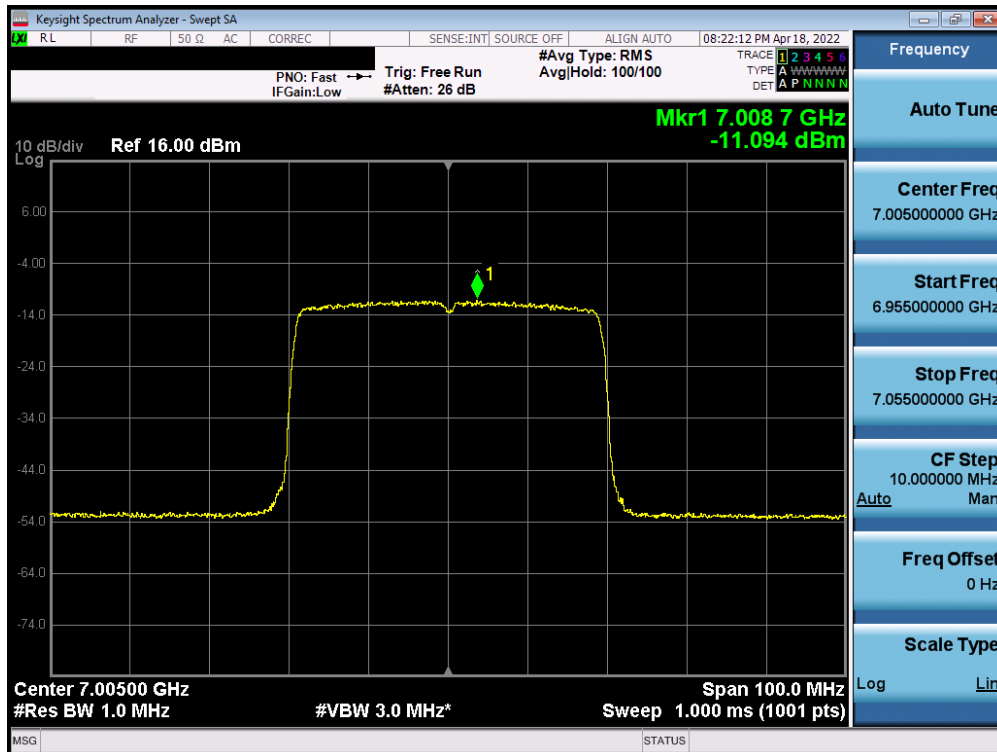 Keysight Spectrum Analyzer - Swept SA
LXI RL RF 50 Ω AC CORREC SENSE:INT SOURCE OFF ALIGN AUTO 08:22:12 PM Apr 18, 2022
#Avg Type: RMS TRACE 1 2 3 4 5 6
PNO: Fast Trig: Free Run Avg|Hold: 100/100 TYPE A WWWWW
IFGain:Low #Atten: 26 dB DET A P N N N N
Mkr1 7.008 7 GHz
-11.094 dBm
10 dB/div Ref 16.00 dBm
Log
6.00
1
-4.00
-14.0
-24.0
-34.0
-44.0
-54.0
-64.0
-74.0
Center 7.00500 GHz Span 100.0 MHz
#Res BW 1.0 MHz #VBW 3.0 MHz* Sweep 1.000 ms (1001 pts)
MSG STATUS
Frequency
Auto Tune
Center Freq
7.005000000 GHz
Start Freq
6.955000000 GHz
Stop Freq
7.055000000 GHz
CF Step
10.000000 MHz
Auto Man
Freq Offset
0 Hz
Scale Type
Log Lin